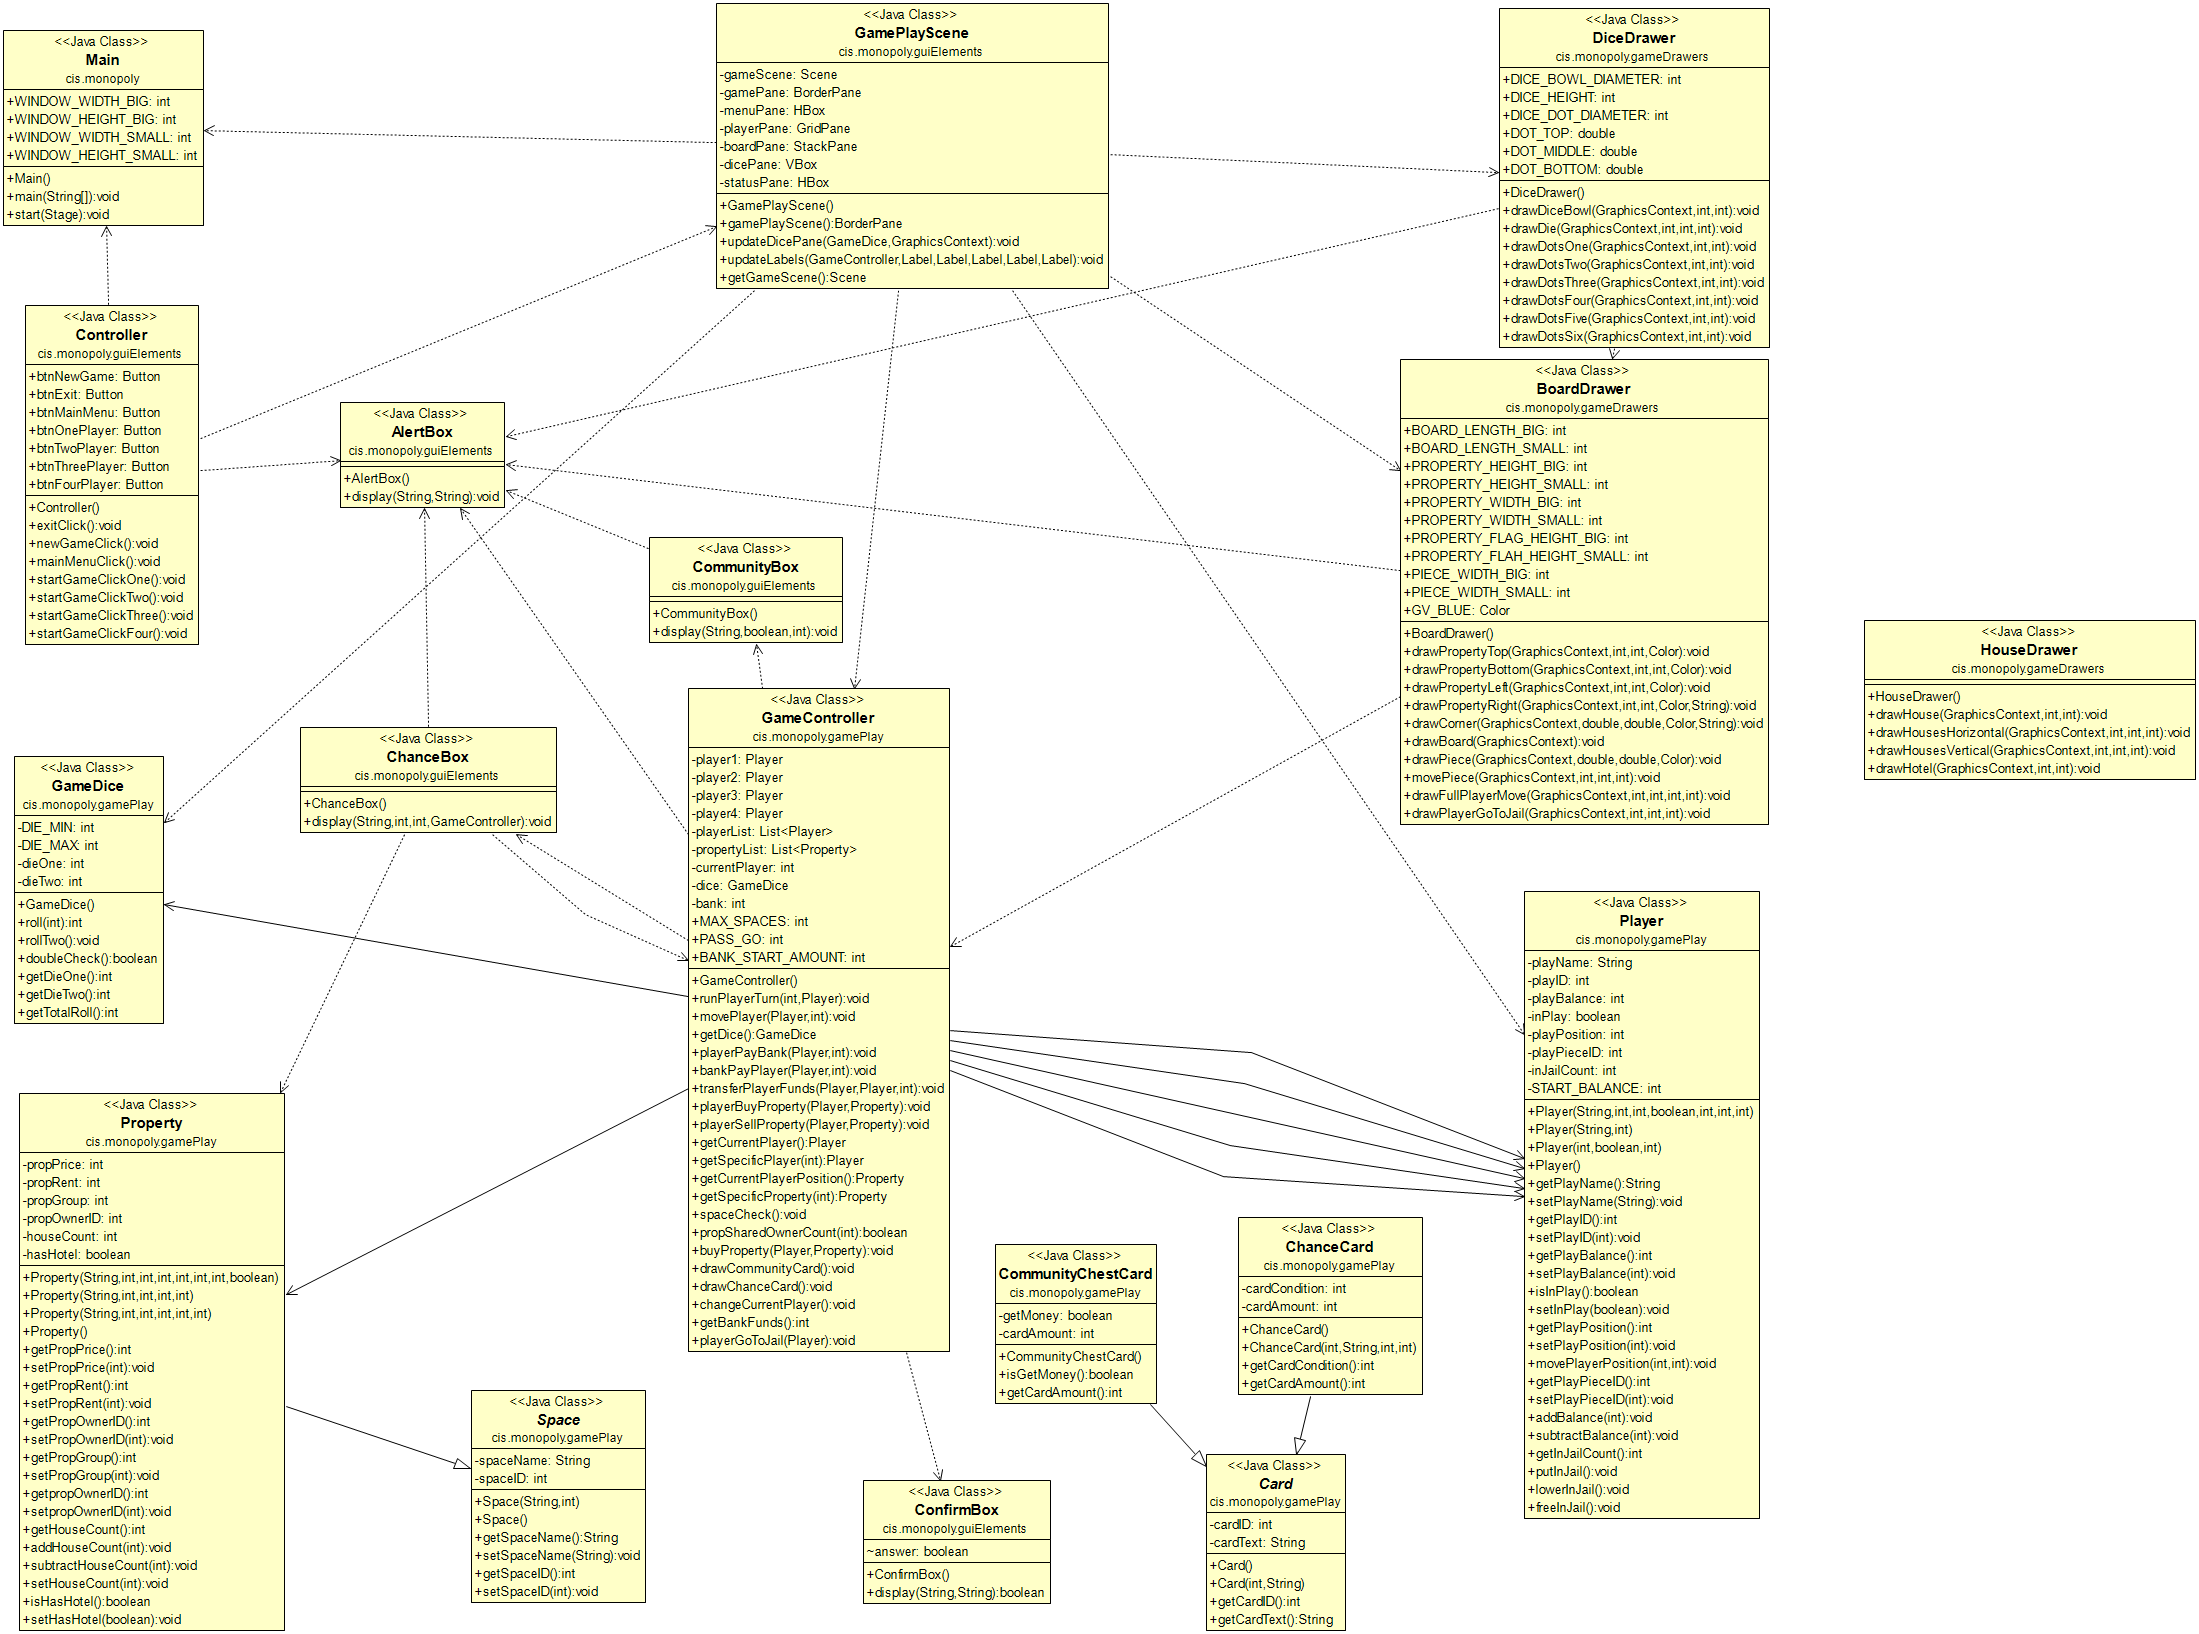 <<Java Class>>
Main
cis.monopoly
+WINDOW_WIDTH_BIG: int
+WINDOW_HEIGHT_BIG: int
+WINDOW_WIDTH_SMALL: int
+WINDOW_HEIGHT_SMALL: int
+Main()
+main(String[]):void
+start(Stage):void
<<Java Class>>
GamePlayScene
cis.monopoly.guiElements
-gameScene: Scene
-gamePane: BorderPane
-menuPane: HBox
-playerPane: GridPane
-boardPane: StackPane
-dicePane: VBox
-statusPane: HBox
+GamePlayScene()
+gamePlayScene():BorderPane
+updateDicePane(GameDice,GraphicsContext):void
+updateLabels(GameController,Label,Label,Label,Label,Label):void
+getGameScene():Scene
<<Java Class>>
DiceDrawer
cis.monopoly.gameDrawers
+DICE_BOWL_DIAMETER: int
+DICE_HEIGHT: int
+DICE_DOT_DIAMETER: int
+DOT_TOP: double
+DOT_MIDDLE: double
+DOT_BOTTOM: double
+DiceDrawer()
+drawDiceBowl(GraphicsContext,int,int):void
+drawDie(GraphicsContext,int,int,int):void
+drawDotsOne(GraphicsContext,int,int):void
+drawDotsTwo(GraphicsContext,int,int):void
+drawDotsThree(GraphicsContext,int,int):void
+drawDotsFour(GraphicsContext,int,int):void
+drawDotsFive(GraphicsContext,int,int):void
+drawDotsSix(GraphicsContext,int,int):void
<<Java Class>>
Controller
cis.monopoly.guiElements
+btnNewGame: Button
+btnExit: Button
+btnMainMenu: Button
+btnOnePlayer: Button
+btnTwoPlayer: Button
+btnThreePlayer: Button
+btnFourPlayer: Button
+Controller()
+exitClick():void
+newGameClick():void
+mainMenuClick():void
+startGameClickOne():void
+startGameClickTwo():void
+startGameClickThree():void
+startGameClickFour():void
<<Java Class>>
AlertBox
cis.monopoly.guiElements
+AlertBox()
+display(String,String):void
<<Java Class>>
BoardDrawer
cis.monopoly.gameDrawers
+BOARD_LENGTH_BIG: int
+BOARD_LENGTH_SMALL: int
+PROPERTY_HEIGHT_BIG: int
+PROPERTY_HEIGHT_SMALL: int
+PROPERTY_WIDTH_BIG: int
+PROPERTY_WIDTH_SMALL: int
+PROPERTY_FLAG_HEIGHT_BIG: int
+PROPERTY_FLAH_HEIGHT_SMALL: int
+PIECE_WIDTH_BIG: int
+PIECE_WIDTH_SMALL: int
+GV_BLUE: Color
+BoardDrawer()
+drawPropertyTop(GraphicsContext,int,int,Color):void
+drawPropertyBottom(GraphicsContext,int,int,Color):void
+drawPropertyLeft(GraphicsContext,int,int,Color):void
+drawPropertyRight(GraphicsContext,int,int,Color,String):void
+drawCorner(GraphicsContext,double,double,Color,String):void
+drawBoard(GraphicsContext):void
+drawPiece(GraphicsContext,double,double,Color):void
+movePiece(GraphicsContext,int,int,int):void
+drawFullPlayerMove(GraphicsContext,int,int,int,int):void
+drawPlayerGoToJail(GraphicsContext,int,int,int):void
<<Java Class>>
CommunityBox
cis.monopoly.guiElements
+CommunityBox()
+display(String,boolean,int):void
<<Java Class>>
HouseDrawer
cis.monopoly.gameDrawers
+HouseDrawer()
+drawHouse(GraphicsContext,int,int):void
+drawHousesHorizontal(GraphicsContext,int,int,int):void
+drawHousesVertical(GraphicsContext,int,int,int):void
+drawHotel(GraphicsContext,int,int):void
<<Java Class>>
GameDice
cis.monopoly.gamePlay
-DIE_MIN: int
-DIE_MAX: int
-dieOne: int
-dieTwo: int
+GameDice()
+roll(int):int
+rollTwo():void
+doubleCheck():boolean
+getDieOne():int
+getDieTwo():int
+getTotalRoll():int
<<Java Class>>
ChanceBox
cis.monopoly.guiElements
+ChanceBox()
+display(String,int,int,GameController):void
<<Java Class>>
GameController
cis.monopoly.gamePlay
-player1: Player
-player2: Player
-player3: Player
-player4: Player
-playerList: List<Player>
-propertyList: List<Property>
-currentPlayer: int
-dice: GameDice
-bank: int
+MAX_SPACES: int
+PASS_GO: int
+BANK_START_AMOUNT: int
+GameController()
+runPlayerTurn(int,Player):void
+movePlayer(Player,int):void
+getDice():GameDice
+playerPayBank(Player,int):void
+bankPayPlayer(Player,int):void
+transferPlayerFunds(Player,Player,int):void
+playerBuyProperty(Player,Property):void
+playerSellProperty(Player,Property):void
+getCurrentPlayer():Player
+getSpecificPlayer(int):Player
+getCurrentPlayerPosition():Property
+getSpecificProperty(int):Property
+spaceCheck():void
+propSharedOwnerCount(int):boolean
+buyProperty(Player,Property):void
+drawCommunityCard():void
+drawChanceCard():void
+changeCurrentPlayer():void
+getBankFunds():int
+playerGoToJail(Player):void
<<Java Class>>
Player
cis.monopoly.gamePlay
-playName: String
-playID: int
-playBalance: int
-inPlay: boolean
-playPosition: int
-playPieceID: int
-inJailCount: int
-START_BALANCE: int
+Player(String,int,int,boolean,int,int,int)
+Player(String,int)
+Player(int,boolean,int)
+Player()
+getPlayName():String
+setPlayName(String):void
+getPlayID():int
+setPlayID(int):void
+getPlayBalance():int
+setPlayBalance(int):void
+isInPlay():boolean
+setInPlay(boolean):void
+getPlayPosition():int
+setPlayPosition(int):void
+movePlayerPosition(int,int):void
+getPlayPieceID():int
+setPlayPieceID(int):void
+addBalance(int):void
+subtractBalance(int):void
+getInJailCount():int
+putInJail():void
+lowerInJail():void
+freeInJail():void
<<Java Class>>
Property
cis.monopoly.gamePlay
-propPrice: int
-propRent: int
-propGroup: int
-propOwnerID: int
-houseCount: int
-hasHotel: boolean
+Property(String,int,int,int,int,int,int,boolean)
+Property(String,int,int,int,int)
+Property(String,int,int,int,int,int)
+Property()
+getPropPrice():int
+setPropPrice(int):void
+getPropRent():int
+setPropRent(int):void
+getPropOwnerID():int
+setPropOwnerID(int):void
+getPropGroup():int
+setPropGroup(int):void
+getpropOwnerID():int
+setpropOwnerID(int):void
+getHouseCount():int
+addHouseCount(int):void
+subtractHouseCount(int):void
+setHouseCount(int):void
+isHasHotel():boolean
+setHasHotel(boolean):void
<<Java Class>>
Space
cis.monopoly.gamePlay
-spaceName: String
-spaceID: int
+Space(String,int)
+Space()
+getSpaceName():String
+setSpaceName(String):void
+getSpaceID():int
+setSpaceID(int):void
<<Java Class>>
ConfirmBox
cis.monopoly.guiElements
~answer: boolean
+ConfirmBox()
+display(String,String):boolean
<<Java Class>>
CommunityChestCard
cis.monopoly.gamePlay
-getMoney: boolean
-cardAmount: int
+CommunityChestCard()
+isGetMoney():boolean
+getCardAmount():int
<<Java Class>>
ChanceCard
cis.monopoly.gamePlay
-cardCondition: int
-cardAmount: int
+ChanceCard()
+ChanceCard(int,String,int,int)
+getCardCondition():int
+getCardAmount():int
<<Java Class>>
Card
cis.monopoly.gamePlay
-cardID: int
-cardText: String
+Card()
+Card(int,String)
+getCardID():int
+getCardText():String